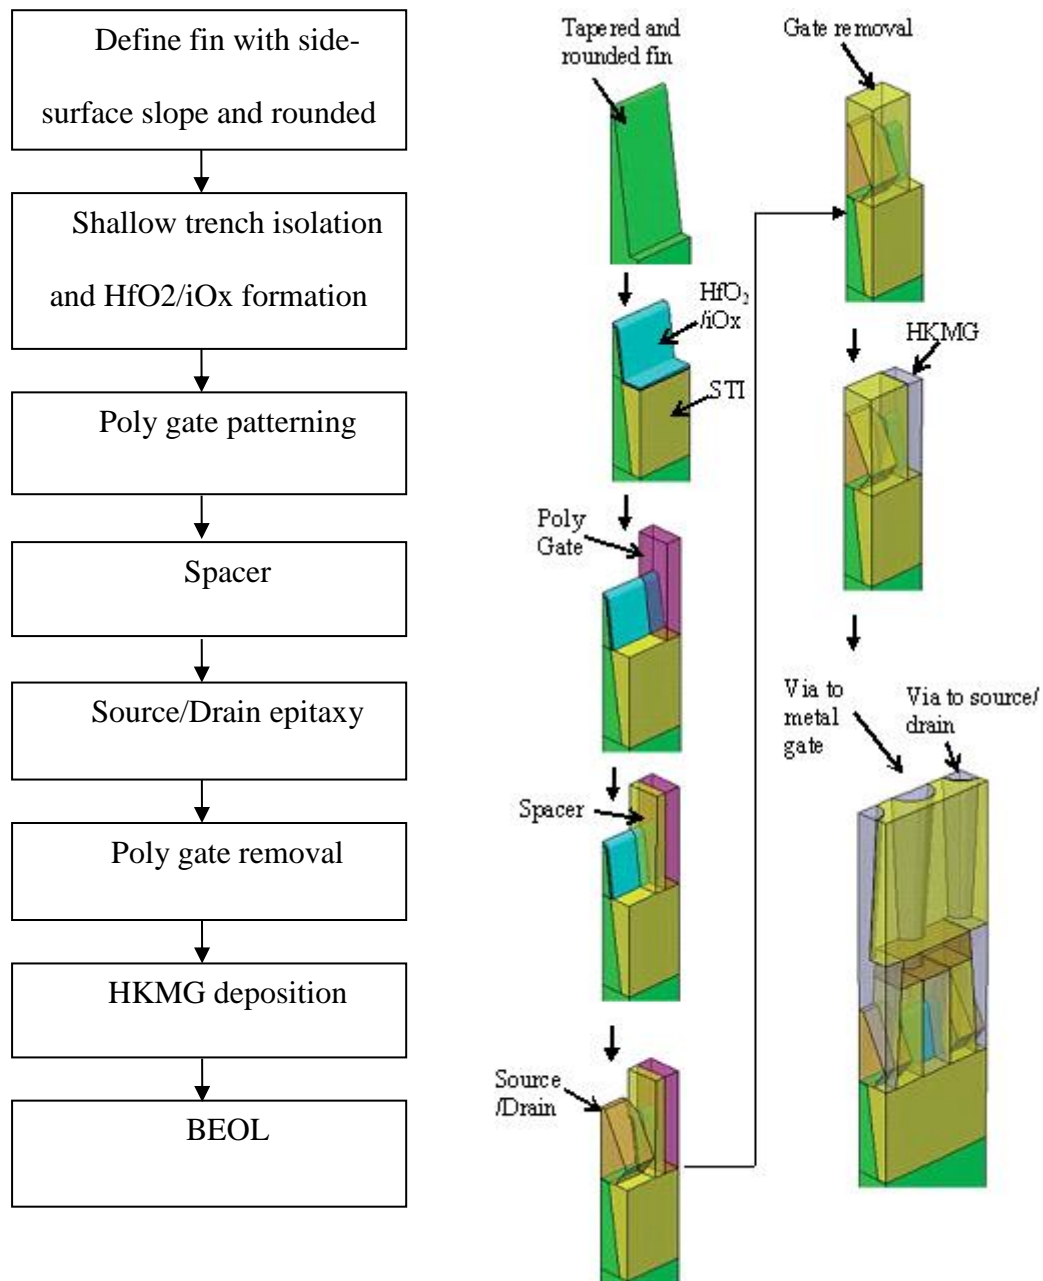 Define fin with side-
surface slope and rounded
Shallow trench isolation
and HfO2/iOx formation
Poly gate patterning
Spacer
Source/Drain epitaxy
Poly gate removal
HKMG deposition
BEOL
Tapered and
rounded fin
HfO₂
/iOx
STI
Poly
Gate
Spacer
Source
/Drain
Gate removal
HKMG
Via to
metal
gate
Via to source/
drain